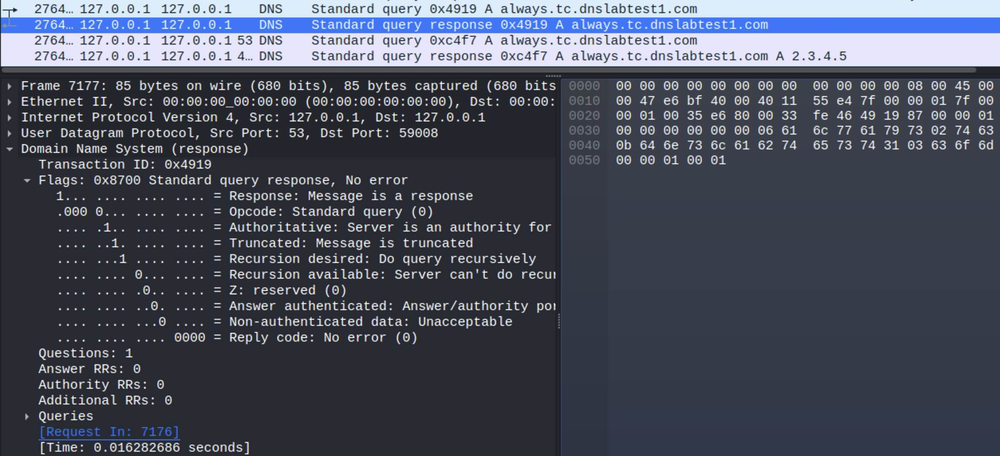 2764… 127.0.0.1 127.0.0.1 DNS Standard query 0x4919 A always.tc.dnslabtest1.com
2764… 127.0.0.1 127.0.0.1 DNS Standard query response 0x4919 A always.tc.dnslabtest1.com
2764… 127.0.0.1 127.0.0.1 53 DNS Standard query 0xc4f7 A always.tc.dnslabtest1.com
2764… 127.0.0.1 127.0.0.1 4… DNS Standard query response 0xc4f7 A always.tc.dnslabtest1.com A 2.3.4.5
Frame 7177: 85 bytes on wire (680 bits), 85 bytes captured (680 bits
Ethernet II, Src: 00:00:00_00:00:00 (00:00:00:00:00:00), Dst: 00:00:
Internet Protocol Version 4, Src: 127.0.0.1, Dst: 127.0.0.1
User Datagram Protocol, Src Port: 53, Dst Port: 59008
Domain Name System (response)
Transaction ID: 0x4919
Flags: 0x8700 Standard query response, No error
1... .... .... .... = Response: Message is a response
.000 0... .... .... = Opcode: Standard query (0)
.... .1.. .... .... = Authoritative: Server is an authority for
.... ..1. .... .... = Truncated: Message is truncated
.... ...1 .... .... = Recursion desired: Do query recursively
.... .... 0... .... = Recursion available: Server can't do recur
.... .... .0.. .... = Z: reserved (0)
.... .... ..0. .... = Answer authenticated: Answer/authority por
.... .... ...0 .... = Non-authenticated data: Unacceptable
.... .... .... 0000 = Reply code: No error (0)
Questions: 1
Answer RRs: 0
Authority RRs: 0
Additional RRs: 0
Queries
[Request In: 7176]
[Time: 0.016282686 seconds]
0000 00 00 00 00 00 00 00 00 00 00 00 00 08 00 45 00
0010 00 47 e6 bf 40 00 40 11 55 e4 7f 00 00 01 7f 00
0020 00 01 00 35 e6 80 00 33 fe 46 49 19 87 00 00 01
0030 00 00 00 00 00 00 06 61 6c 77 61 79 73 02 74 63
0040 0b 64 6e 73 6c 61 62 74 65 73 74 31 03 63 6f 6d
0050 00 00 01 00 01